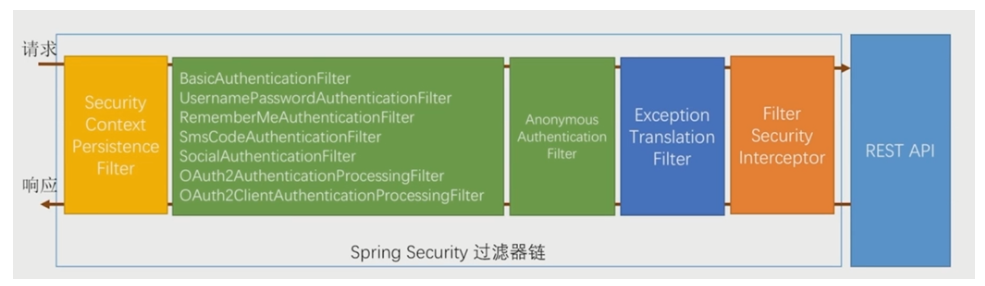 请求
响应
Security
Context
Persistence
Filter
BasicAuthenticationFilter
UsernamePasswordAuthenticationFilter
RememberMeAuthenticationFilter
SmsCodeAuthenticationFilter
SocialAuthenticationFilter
OAuth2AuthenticationProcessingFilter
OAuth2ClientAuthenticationProcessingFilter
Anonymous
Authentication
Filter
Exception
Translation
Filter
Filter
Security
Interceptor
REST API
Spring Security 过滤器链